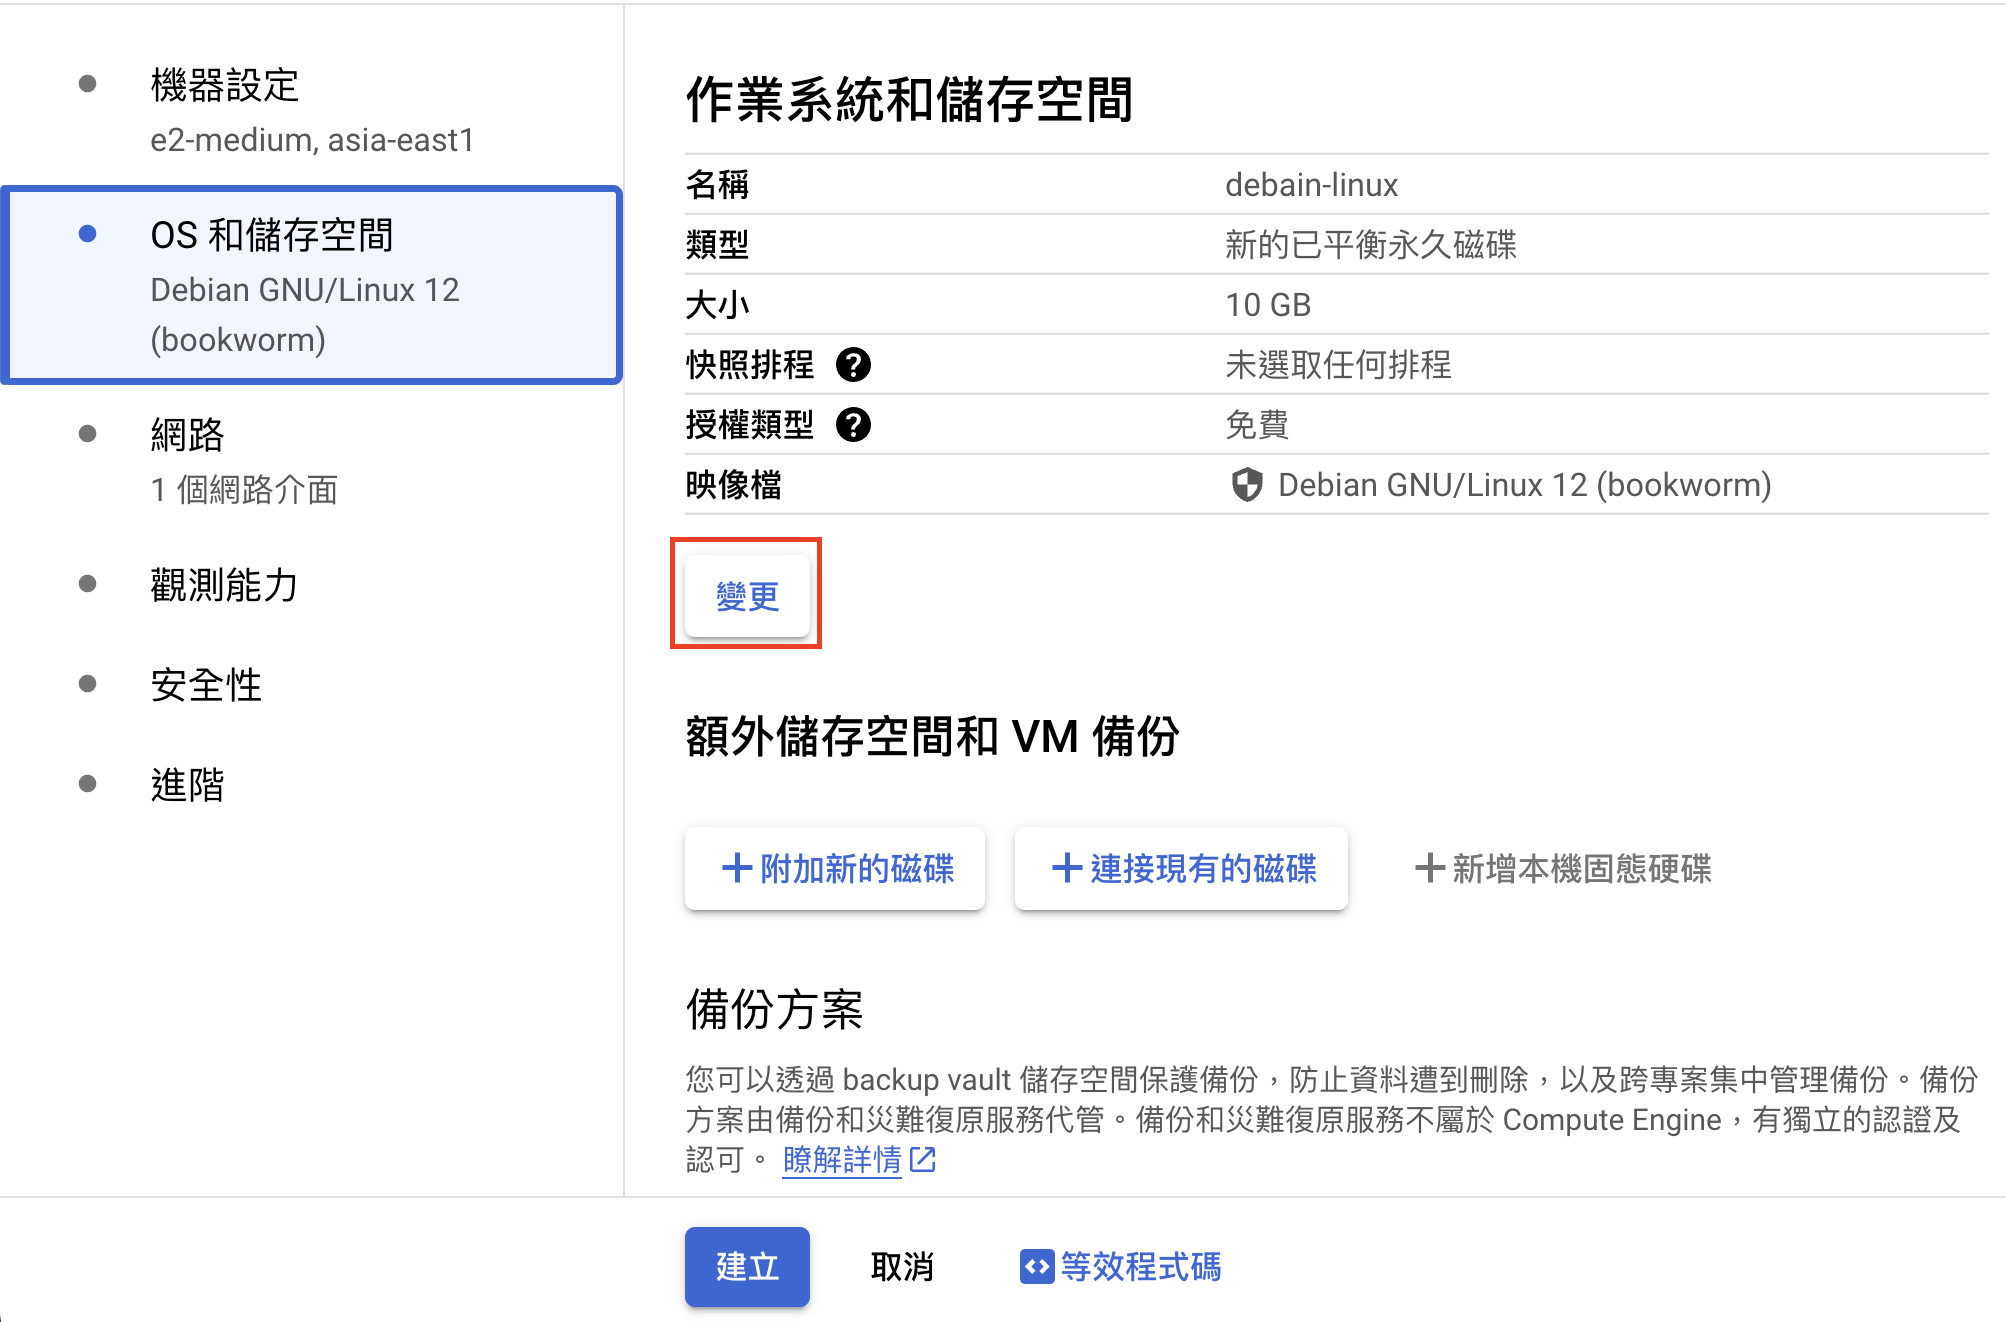 機器設定
e2-medium, asia-east1
OS 和儲存空間
Debian GNU/Linux 12
(bookworm)
網路
1 個網路介面
觀測能力
安全性
進階
作業系統和儲存空間
名稱 debain-linux
類型 新的已平衡永久磁碟
大小 10 GB
快照排程 ? 未選取任何排程
授權類型 ? 免費
映像檔 Debian GNU/Linux 12 (bookworm)
變更
額外儲存空間和 VM 備份
+ 附加新的磁碟 + 連接現有的磁碟 + 新增本機固態硬碟
備份方案
您可以透過 backup vault 儲存空間保護備份，防止資料遭到刪除，以及跨專案集中管理備份。備份
方案由備份和災難復原服務代管。備份和災難復原服務不屬於 Compute Engine，有獨立的認證及
認可。 瞭解詳情
建立 取消 等效程式碼